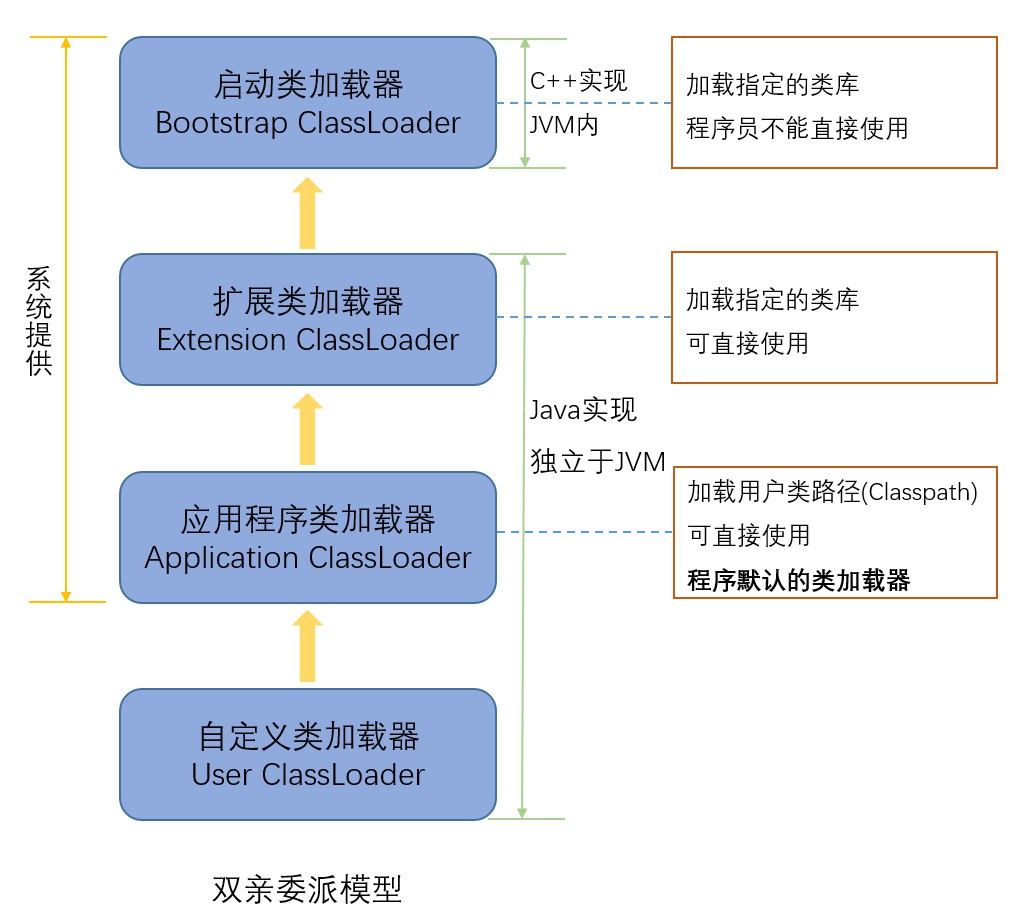 启动类加载器
Bootstrap ClassLoader
C++实现
JVM内
加载指定的类库
程序员不能直接使用
系统提供
扩展类加载器
Extension ClassLoader
加载指定的类库
可直接使用
Java实现
独立于JVM
应用程序类加载器
Application ClassLoader
加载用户类路径(Classpath)
可直接使用
程序默认的类加载器
自定义类加载器
User ClassLoader
双亲委派模型